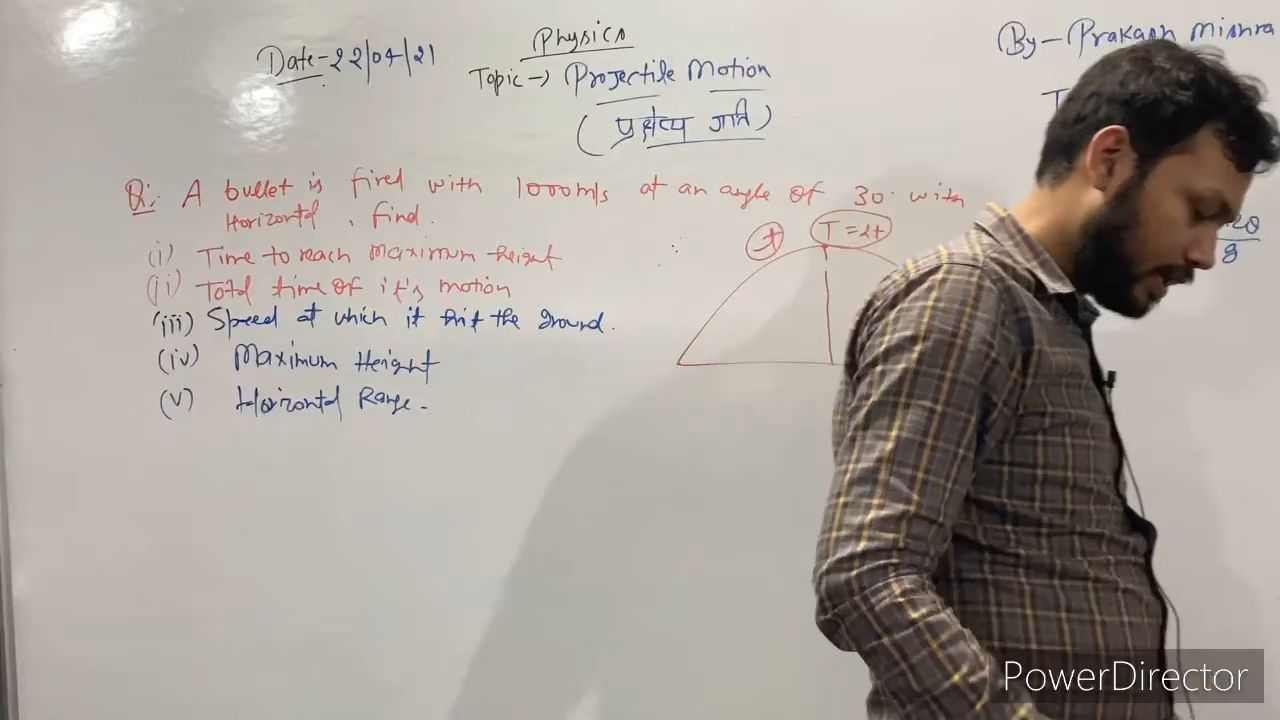 Physics
Date-22/04/21
Topic → Projectile Motion
(प्रक्षेप्य गति)
By-Prakash Mishra
T
Q: A bullet is fired with 1000m/s at an angle of 30° with
Horizontal, find.
(i) Time to reach maximum height
(ii) Total time of it's motion
(iii) Speed at which it hit the ground.
(iv) Maximum Height
(v) Horizontal Range.
t
T=2t
2θ
g
PowerDirector